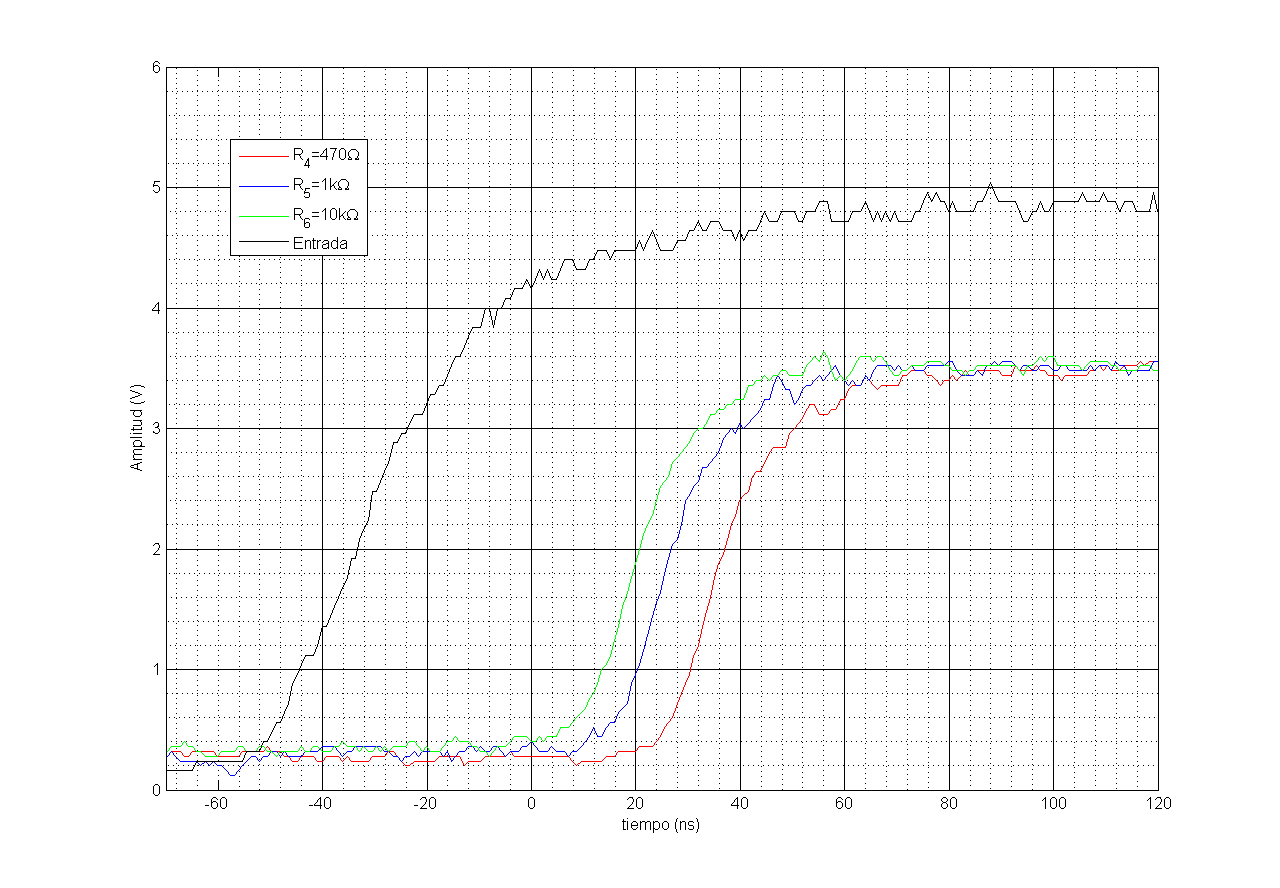 6
5
4
3
2
1
0
Amplitud (V)
R4=470Ω
R5=1kΩ
R6=10kΩ
Entrada
-60 -40 -20 0 20 40 60 80 100 120
tiempo (ns)